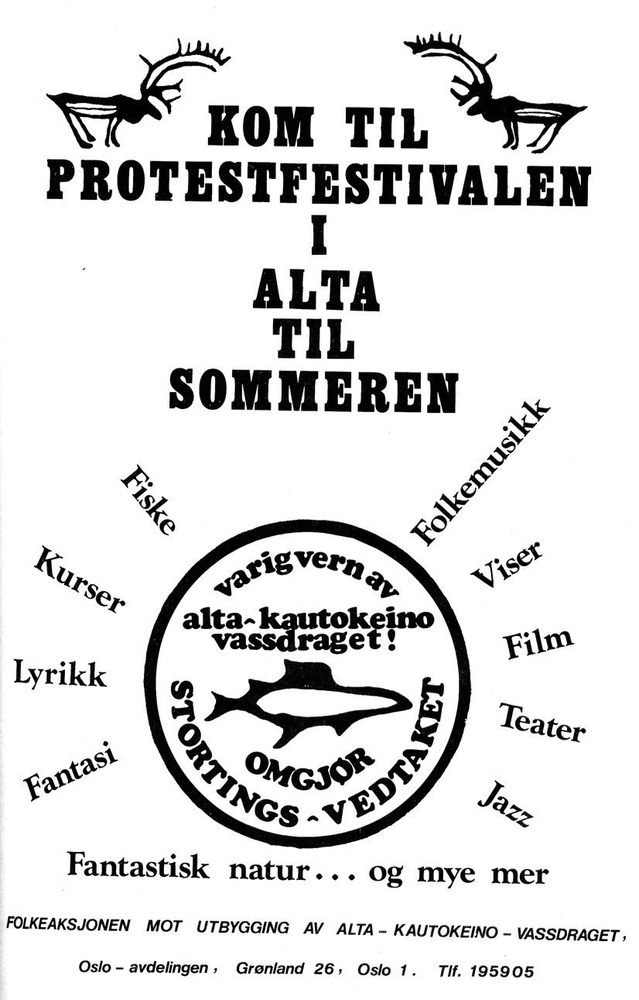 KOM TIL
PROTESTFESTIVALEN
I
ALTA
TIL
SOMMEREN
Fiske
Kurser
Lyrikk
Fantasi
Folkemusikk
Viser
Film
Teater
Jazz
varig vern av
alta-kautokeino
vassdraget!
OMGJØR
STORTINGS-VEDTAKET
Fantastisk natur... og mye mer
FOLKEAKSJONEN MOT UTBYGGING AV ALTA - KAUTOKEINO - VASSDRAGET,
Oslo - avdelingen, Grønland 26, Oslo 1. Tlf. 195905